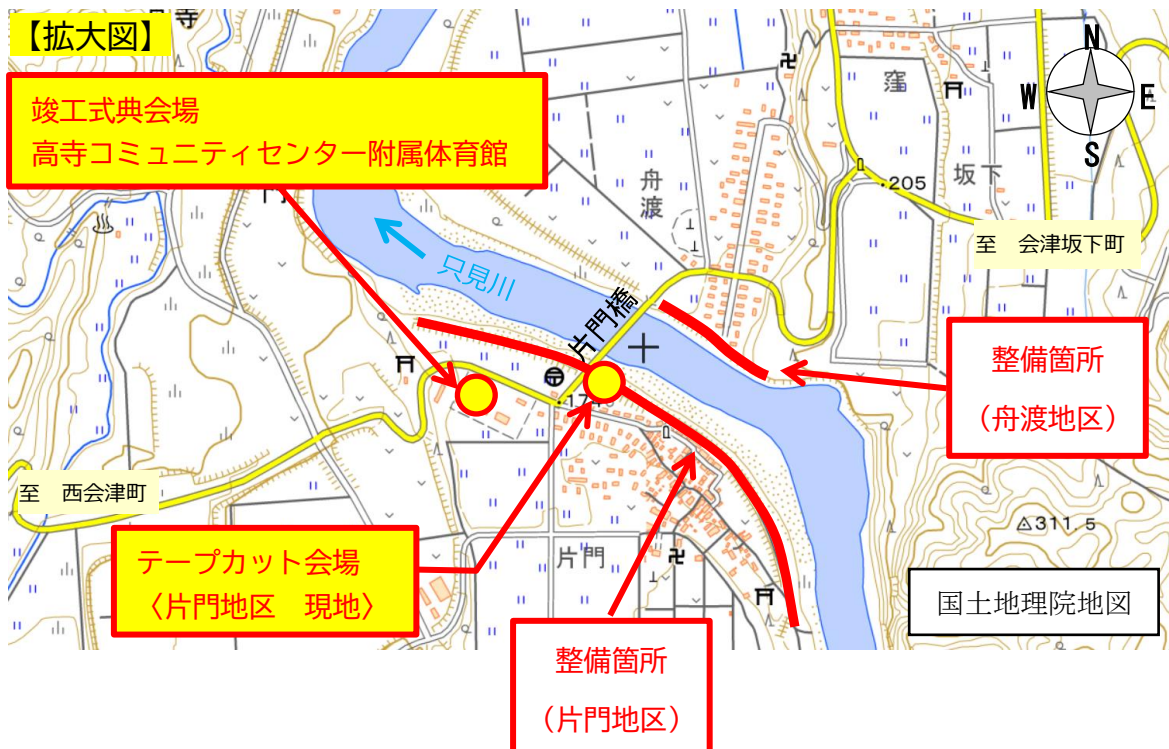 【拡大図】
寺
竣工式典会場
高寺コミュニティセンター附属体育館
N
W
E
S
窪
坂下
.205
舟渡
至　会津坂下町
只見川
片門橋
整備箇所
（舟渡地区）
至　西会津町
テープカット会場
〈片門地区　現地〉
片門
311.5
国土地理院地図
整備箇所
（片門地区）